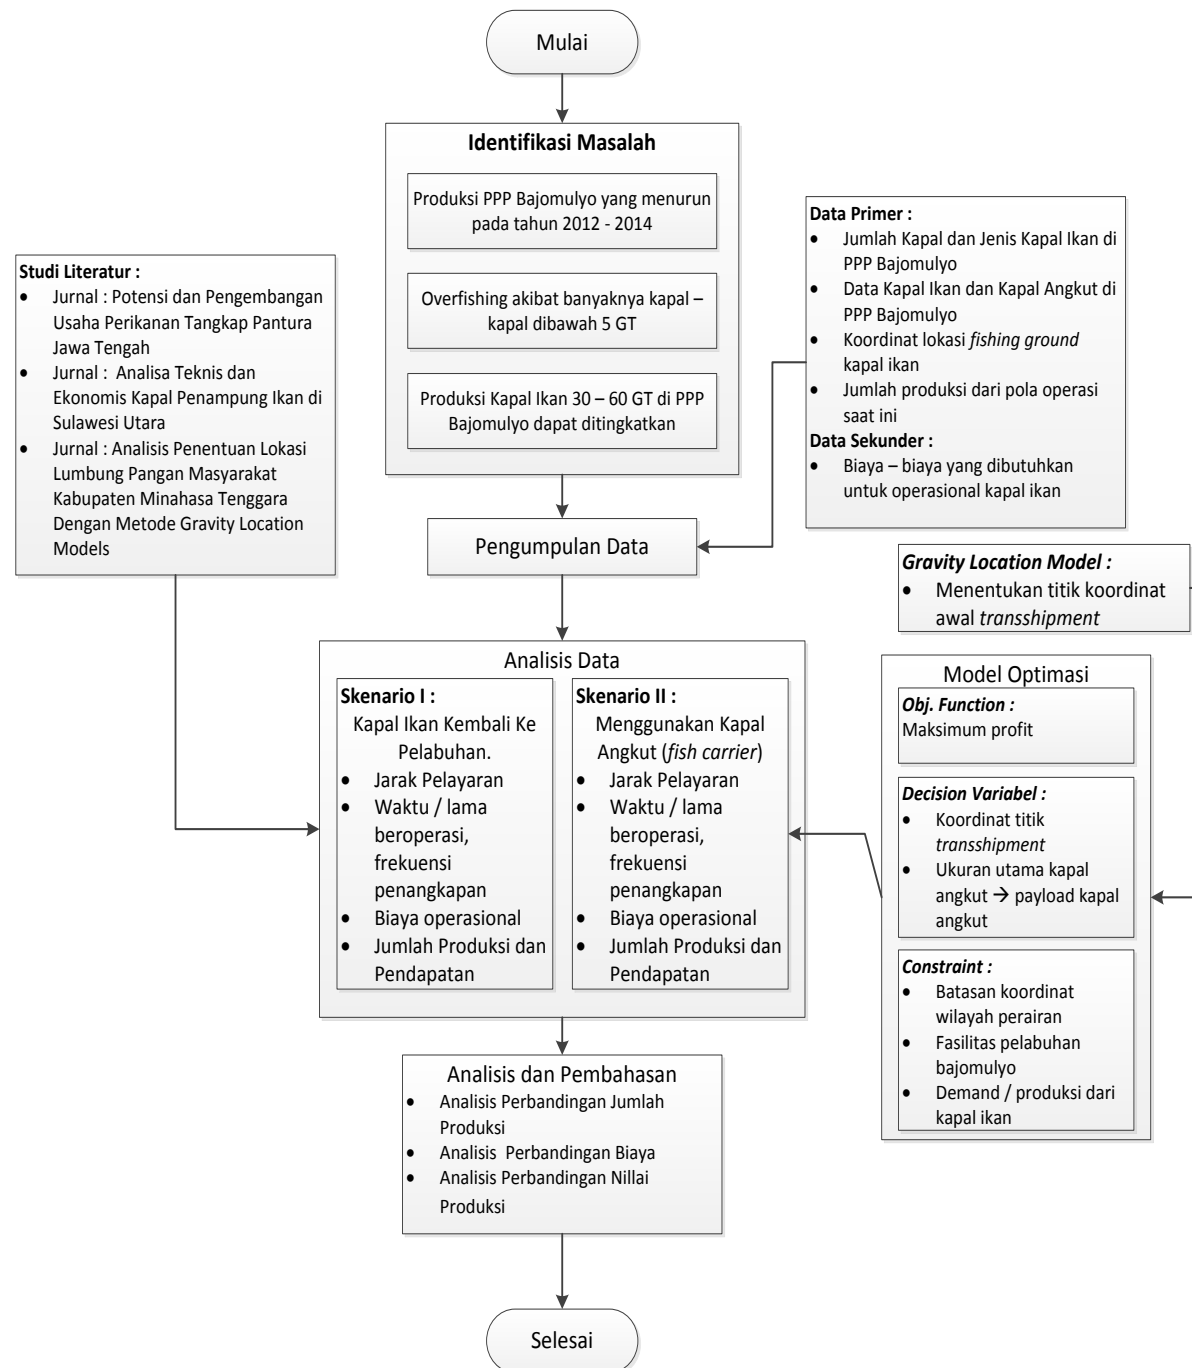 Mulai
Identifikasi Masalah
Produksi PPP Bajomulyo yang menurun
pada tahun 2012 - 2014
Overfishing akibat banyaknya kapal –
kapal dibawah 5 GT
Produksi Kapal Ikan 30 – 60 GT di PPP
Bajomulyo dapat ditingkatkan
Studi Literatur :
• Jurnal : Potensi dan Pengembangan
Usaha Perikanan Tangkap Pantura
Jawa Tengah
• Jurnal : Analisa Teknis dan
Ekonomis Kapal Penampung Ikan di
Sulawesi Utara
• Jurnal : Analisis Penentuan Lokasi
Lumbung Pangan Masyarakat
Kabupaten Minahasa Tenggara
Dengan Metode Gravity Location
Models
Data Primer :
• Jumlah Kapal dan Jenis Kapal Ikan di
PPP Bajomulyo
• Data Kapal Ikan dan Kapal Angkut di
PPP Bajomulyo
• Koordinat lokasi fishing ground
kapal ikan
• Jumlah produksi dari pola operasi
saat ini
Data Sekunder :
• Biaya – biaya yang dibutuhkan
untuk operasional kapal ikan
Pengumpulan Data
Gravity Location Model :
• Menentukan titik koordinat
awal transshipment
Analisis Data
Skenario I :
Kapal Ikan Kembali Ke
Pelabuhan.
• Jarak Pelayaran
• Waktu / lama
beroperasi,
frekuensi
penangkapan
• Biaya operasional
• Jumlah Produksi dan
Pendapatan
Skenario II :
Menggunakan Kapal
Angkut (fish carrier)
• Jarak Pelayaran
• Waktu / lama
beroperasi,
frekuensi
penangkapan
• Biaya operasional
• Jumlah Produksi dan
Pendapatan
Model Optimasi
Obj. Function :
Maksimum profit
Decision Variabel :
• Koordinat titik
transshipment
• Ukuran utama kapal
angkut → payload kapal
angkut
Constraint :
• Batasan koordinat
wilayah perairan
• Fasilitas pelabuhan
bajomulyo
• Demand / produksi dari
kapal ikan
Analisis dan Pembahasan
• Analisis Perbandingan Jumlah
Produksi
• Analisis Perbandingan Biaya
• Analisis Perbandingan Nillai
Produksi
Selesai